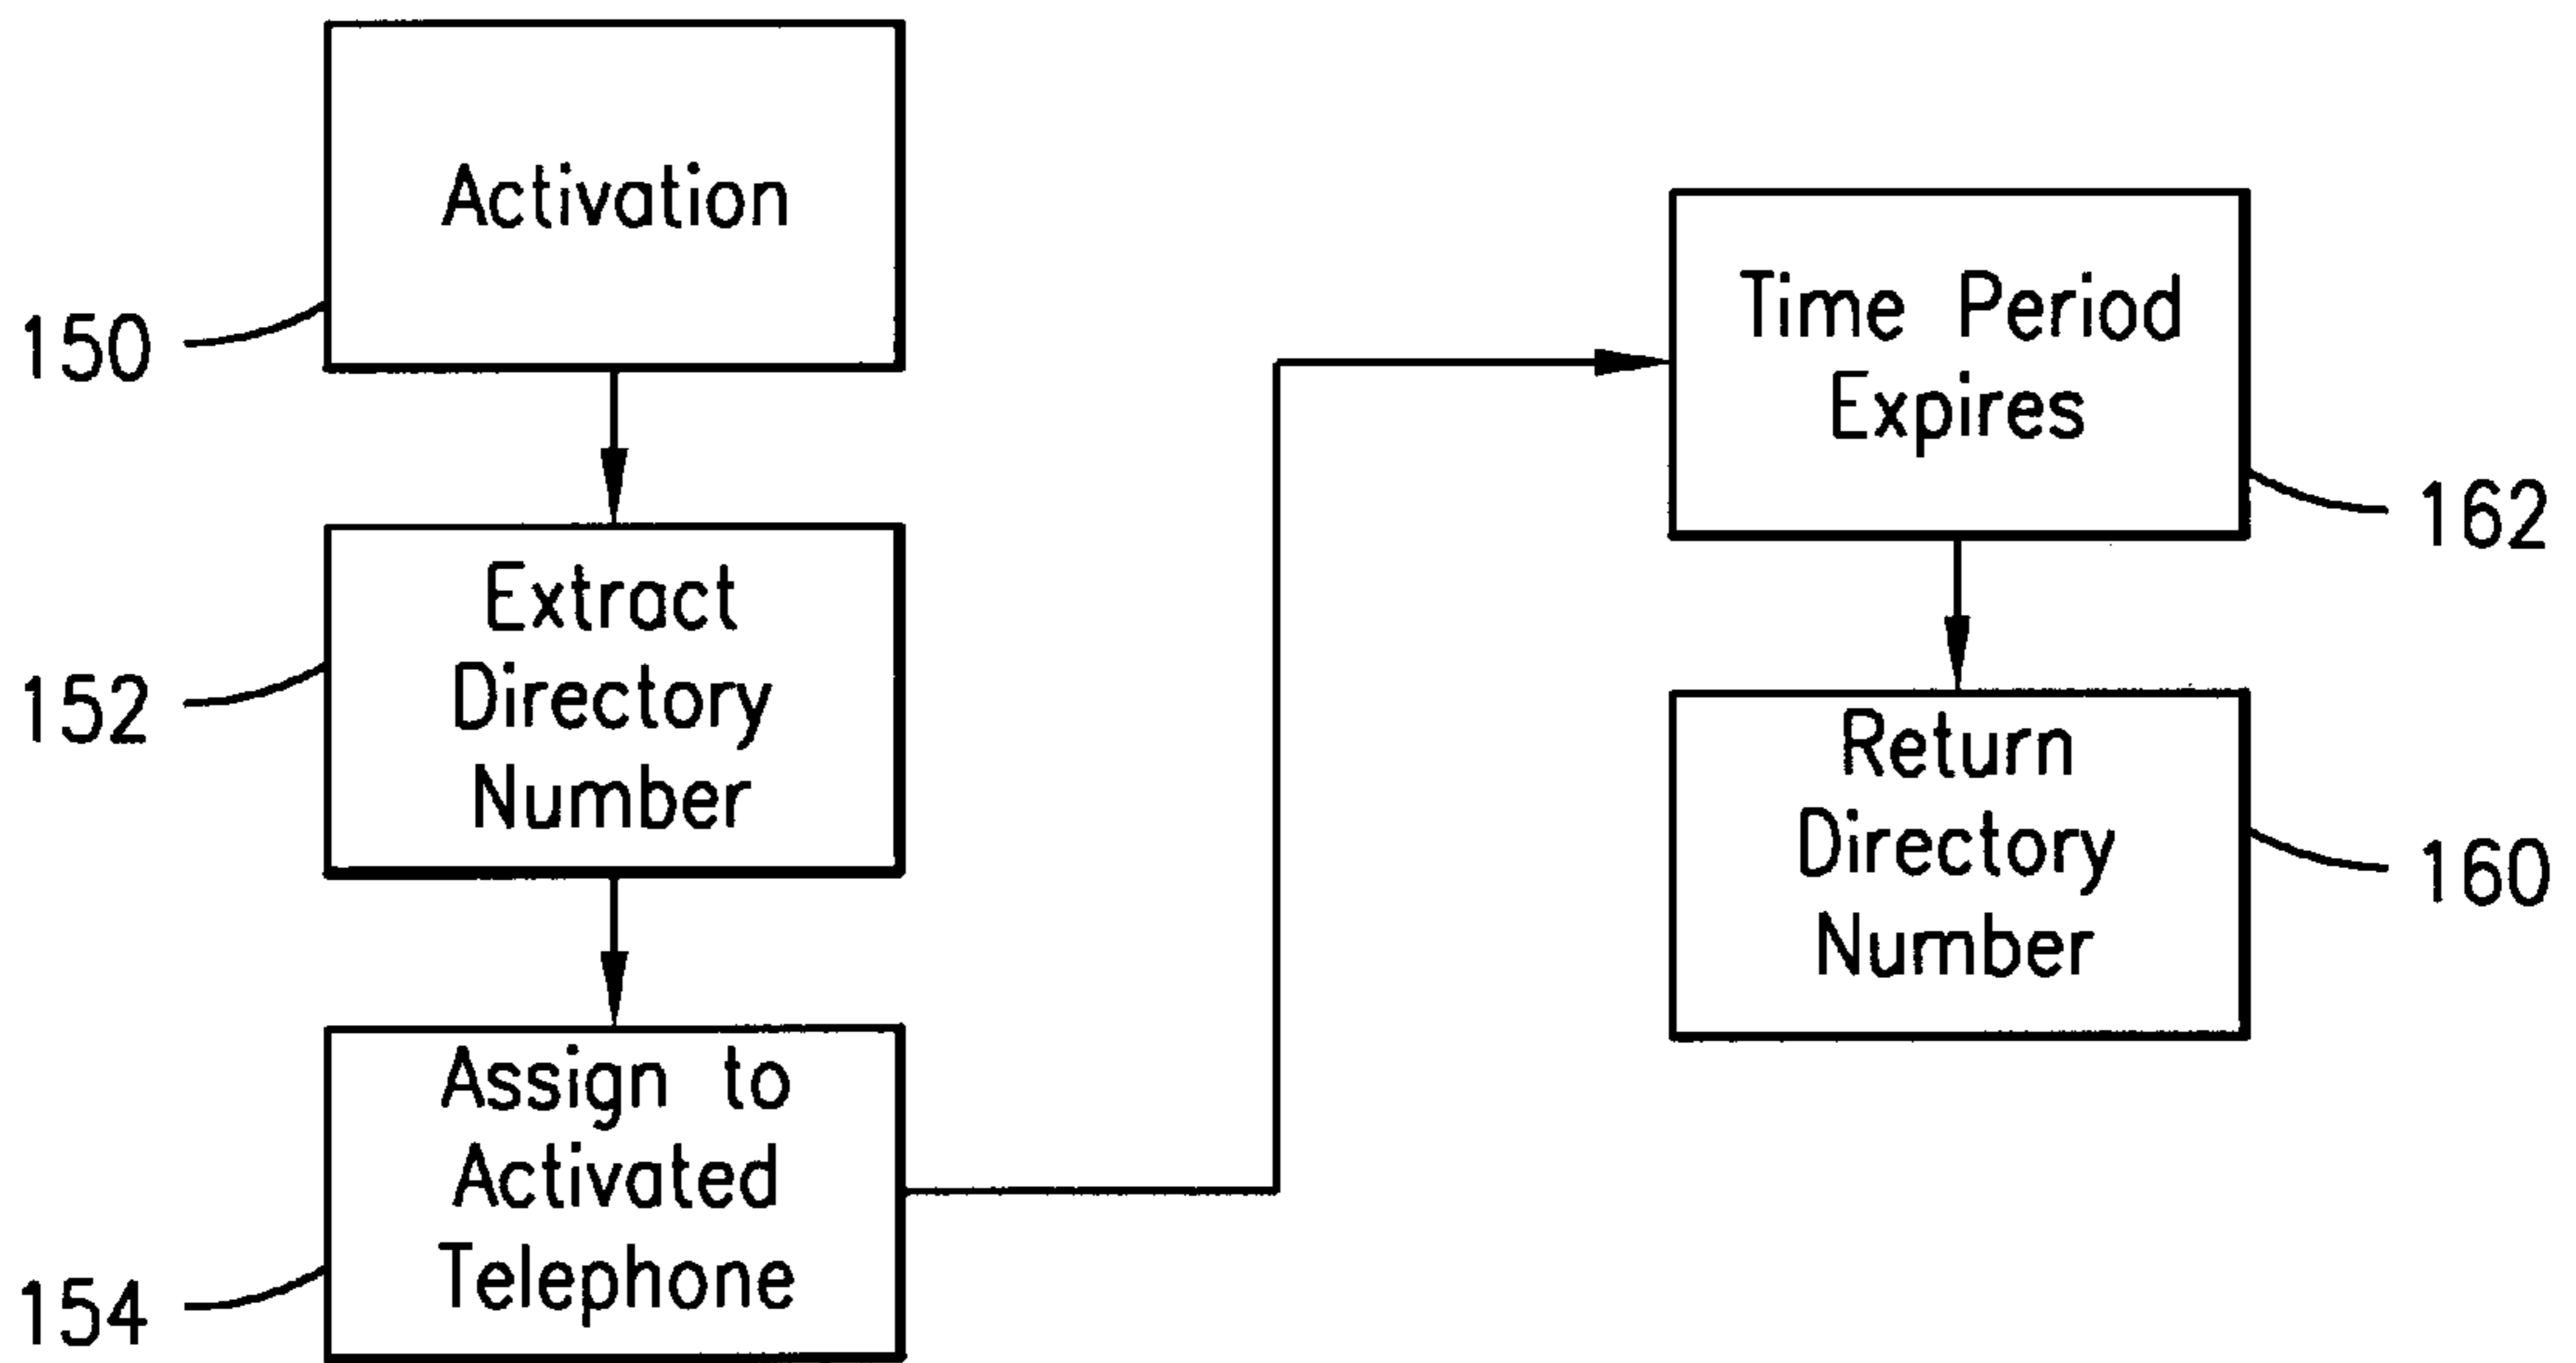 Activation
150
Extract
Directory
Number
152
Assign to
Activated
Telephone
154
Time Period
Expires
162
Return
Directory
Number
160